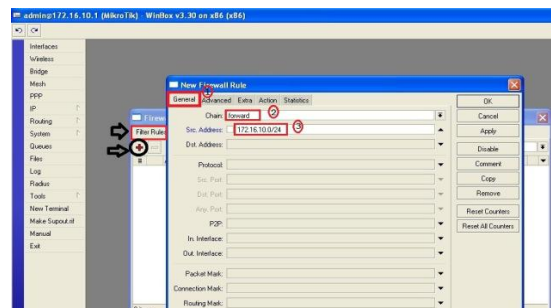 admin@172.16.10.1 (MikroTik) - WinBox v3.30 on x86 (x86)
Interfaces
Wireless
Bridge
Mesh
PPP
IP
Routing
System
Queues
Files
Log
Radius
Tools
New Terminal
Make Supout.rif
Manual
Exit
Firew
Filter Rules
#
New Firewall Rule
1
General Advanced Extra Action Statistics
Chain: forward 2
Src. Address: 172.16.10.0/24 3
Dst. Address:
Protocol:
Src. Port:
Dst. Port:
Any. Port:
P2P:
In. Interface:
Out. Interface:
Packet Mark:
Connection Mark:
Routing Mark:
OK
Cancel
Apply
Disable
Comment
Copy
Remove
Reset Counters
Reset All Counters